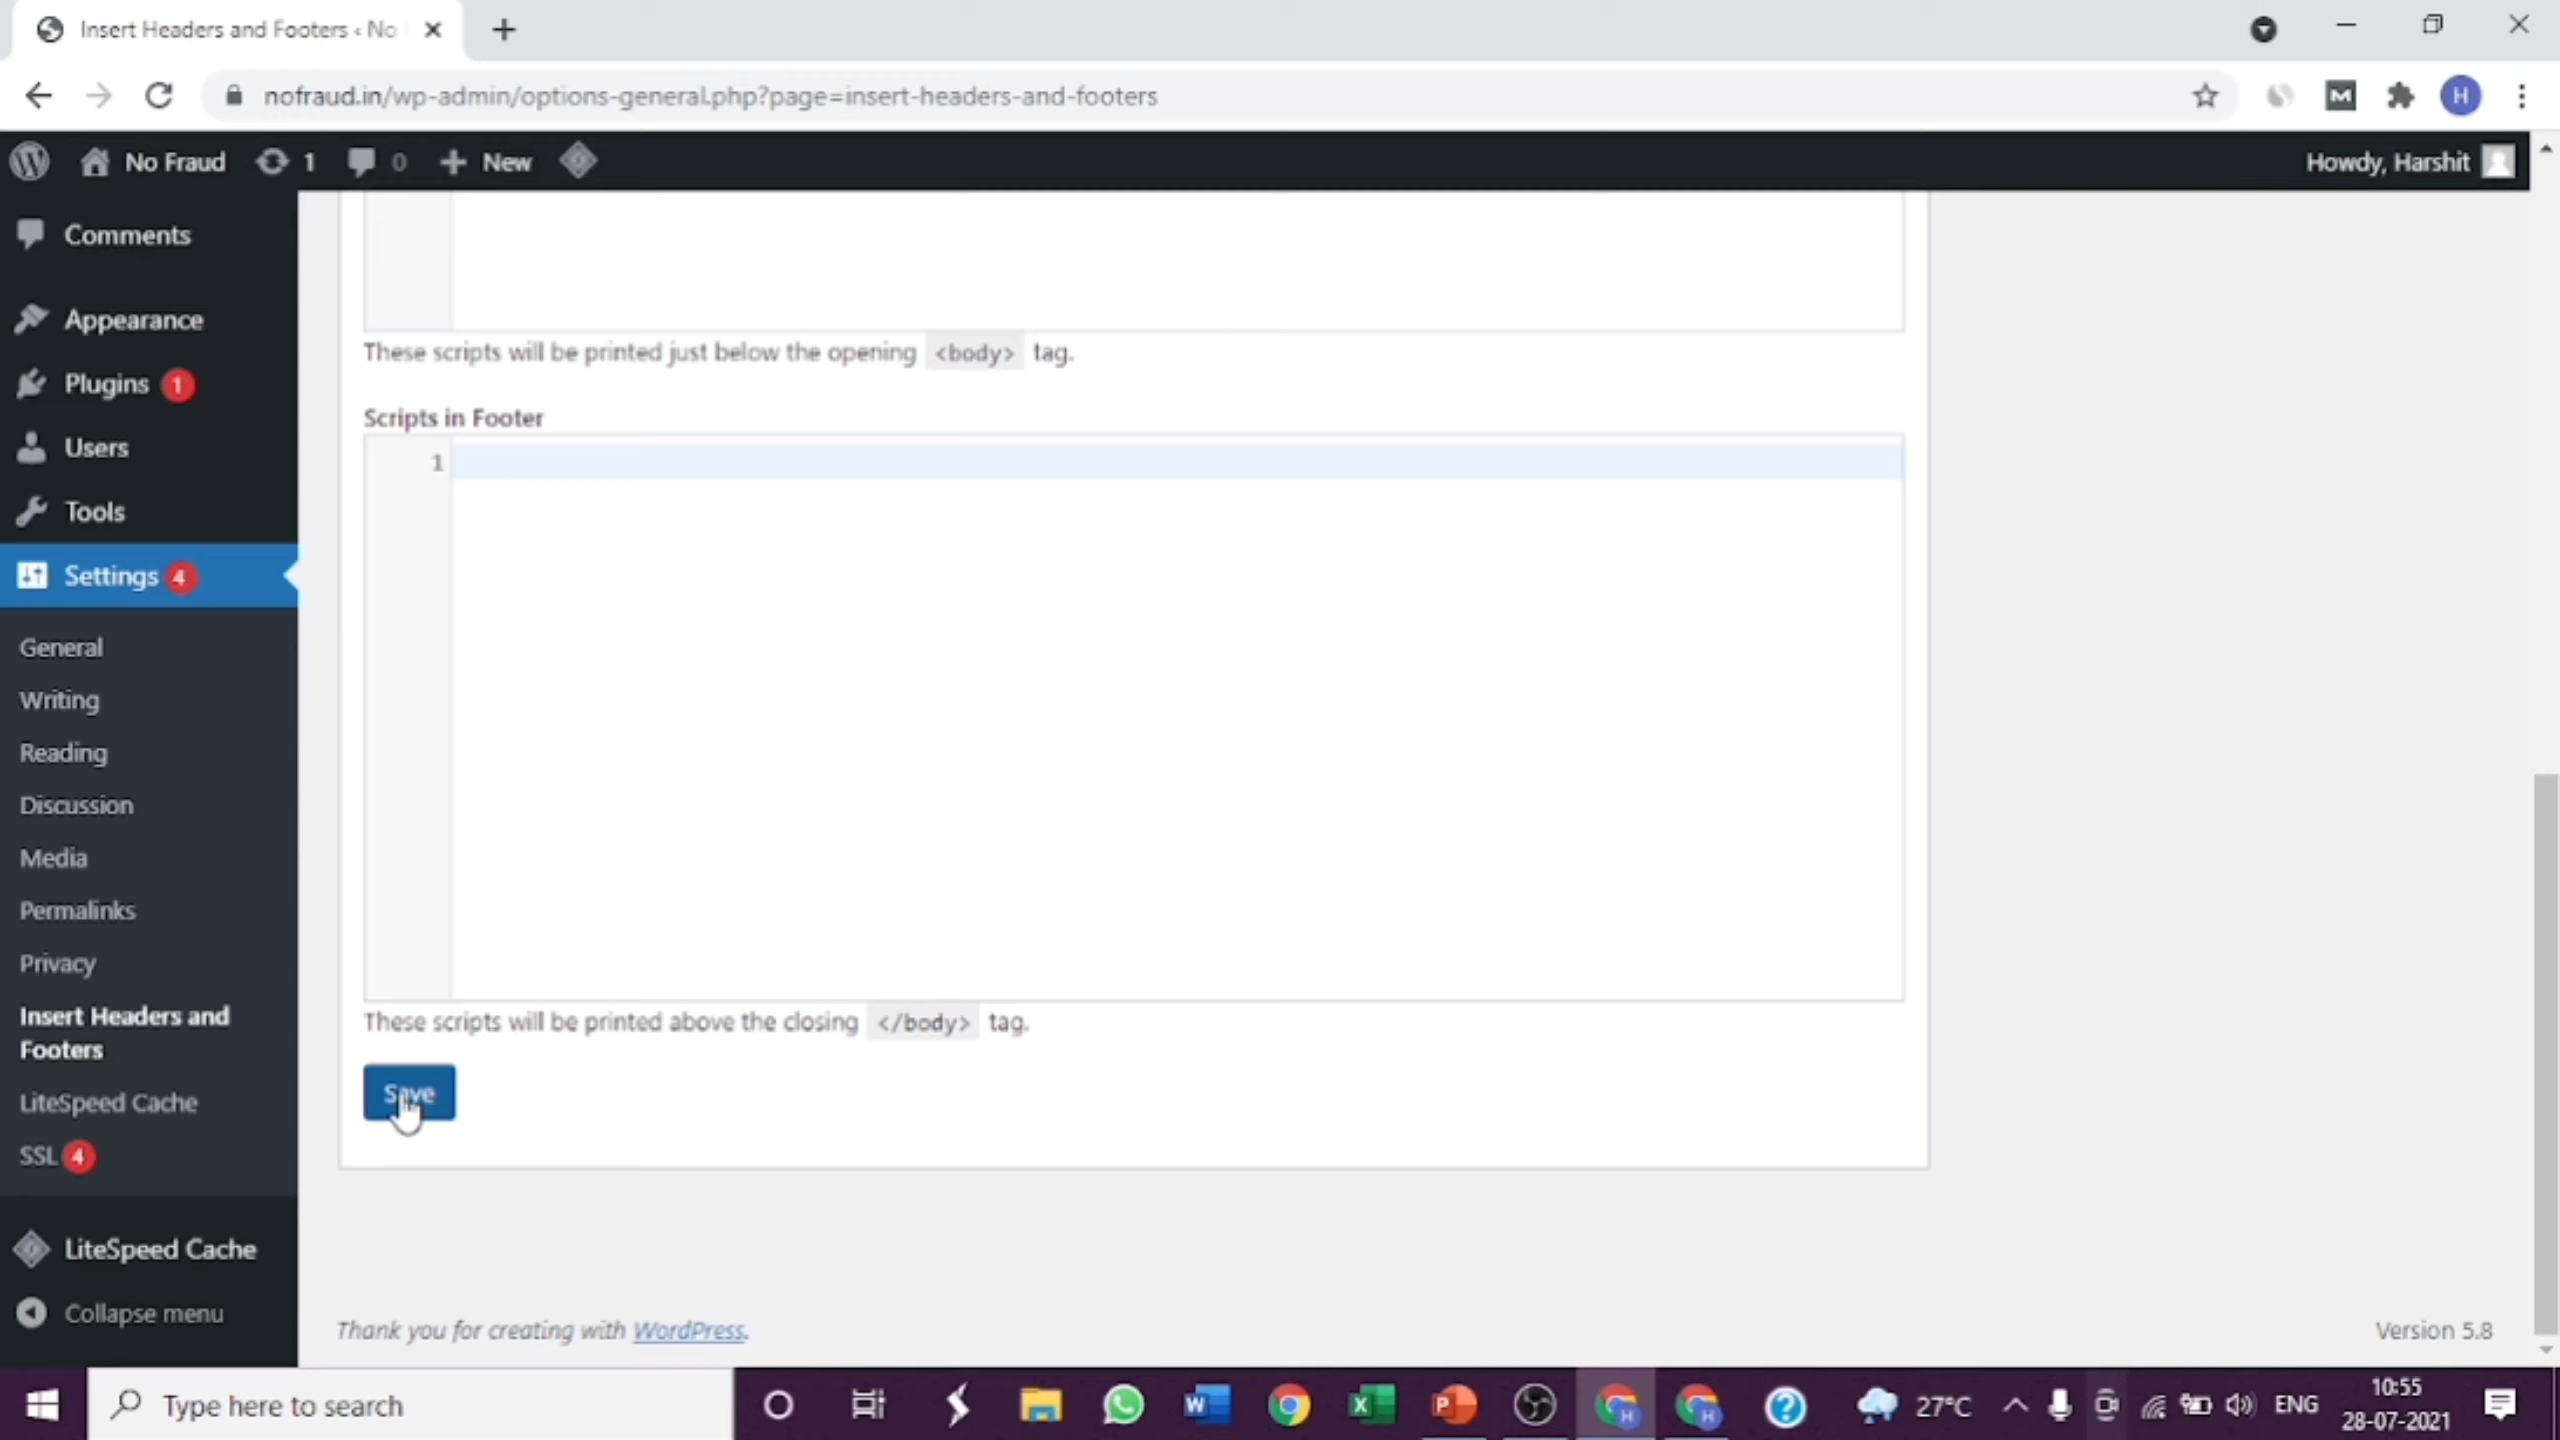 Insert Headers and Footers ‹ No
nofraud.in/wp-admin/options-general.php?page=insert-headers-and-footers
M
H
No Fraud
1
0
New
Howdy, Harshit
Comments
Appearance
Plugins 1
Users
Tools
Settings 4
General
Writing
Reading
Discussion
Media
Permalinks
Privacy
Insert Headers and
Footers
LiteSpeed Cache
SSL 4
LiteSpeed Cache
Collapse menu
These scripts will be printed just below the opening <body> tag.
Scripts in Footer
1
These scripts will be printed above the closing </body> tag.
Save
Thank you for creating with WordPress.
Version 5.8
Type here to search
27°C
ENG
10:55
28-07-2021